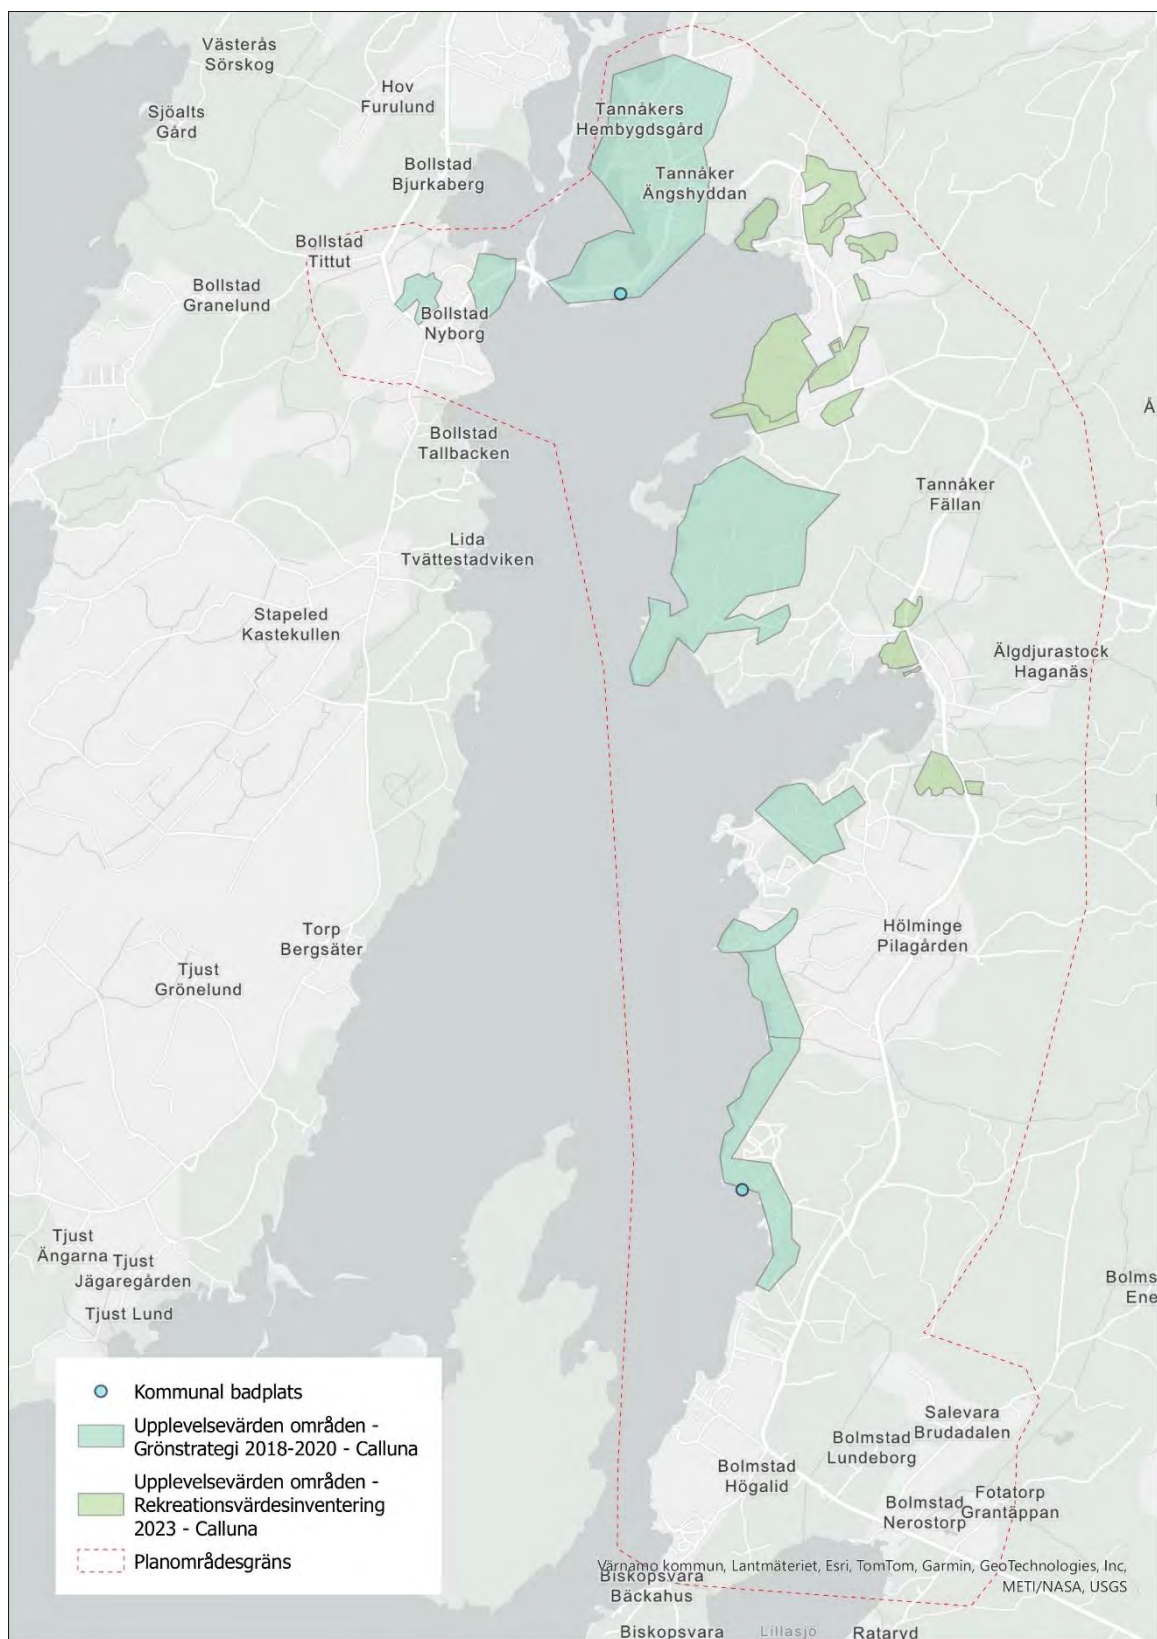 Västerås
Sörskog
Hov
Furulund
Sjöalts
Gård
Tannåkers
Hembygdsgård
Bollstad
Bjurkaberg
Tannåker
Ängshyddan
Bollstad
Tittut
Bollstad
Granelund
Bollstad
Nyborg
Bollstad
Tallbacken
Tannåker
Fällan
Lida
Tvättestadviken
Stapeled
Kastekullen
Älgdjurastock
Haganäs
Torp
Bergsäter
Hölminge
Pilagården
Tjust
Grönelund
Tjust
Ängarna
Tjust
Jägaregården
Tjust Lund
Bolms
Ene
Kommunal badplats
Upplevelsevärden områden -
Grönstrategi 2018-2020 - Calluna
Upplevelsevärden områden -
Rekreationsvärdesinventering
2023 - Calluna
Planområdesgräns
Salevara
Brudadalen
Bolmstad
Lundeborg
Bolmstad
Högalid
Fotatorp
Grantäppan
Bolmstad
Nerostorp
Värnamo kommun, Lantmäteriet, Esri, TomTom, Garmin, GeoTechnologies, Inc,
METI/NASA, USGS
Biskopsvara
Bäckahus
Biskopsvara
Lillasjö
Rataryd